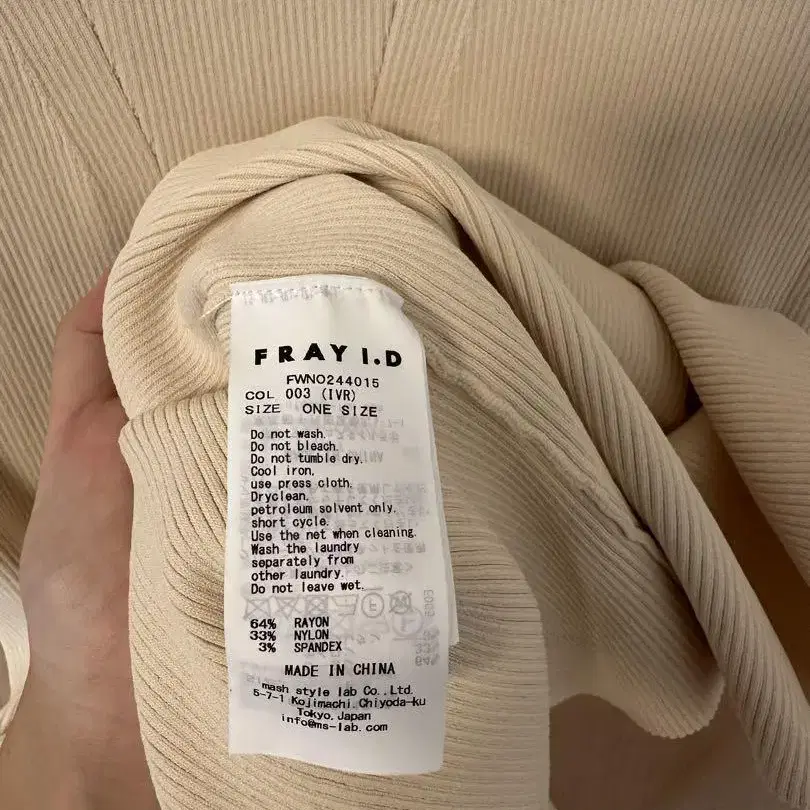 FRAY I.D
FWNO244015
COL 003 (IVR)
SIZE ONE SIZE
Do not wash.
Do not bleach.
Do not tumble dry.
Cool iron.
use press cloth.
Dryclean.
petroleum solvent only.
short cycle.
Use the net when cleaning.
Wash the laundry
separately from
other laundry.
Do not leave wet.
64% RAYON
33% NYLON
3% SPANDEX
MADE IN CHINA
mash style lab Co., Ltd.
5-7-1 Kojimachi. Chiyoda-ku
Tokyo. Japan
info@ms-lab.com